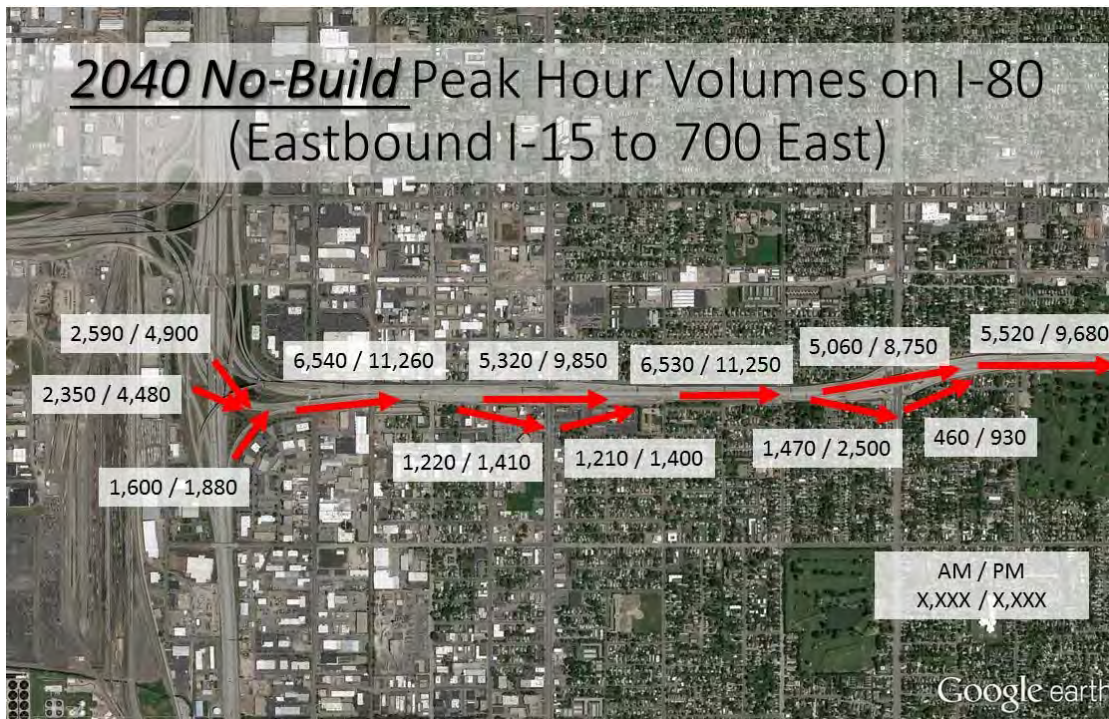 2040 No-Build Peak Hour Volumes on I-80
(Eastbound I-15 to 700 East)
2,590 / 4,900
2,350 / 4,480
1,600 / 1,880
6,540 / 11,260
1,220 / 1,410
5,320 / 9,850
1,210 / 1,400
6,530 / 11,250
1,470 / 2,500
5,060 / 8,750
460 / 930
5,520 / 9,680
AM / PM
X,XXX / X,XXX
Google earth